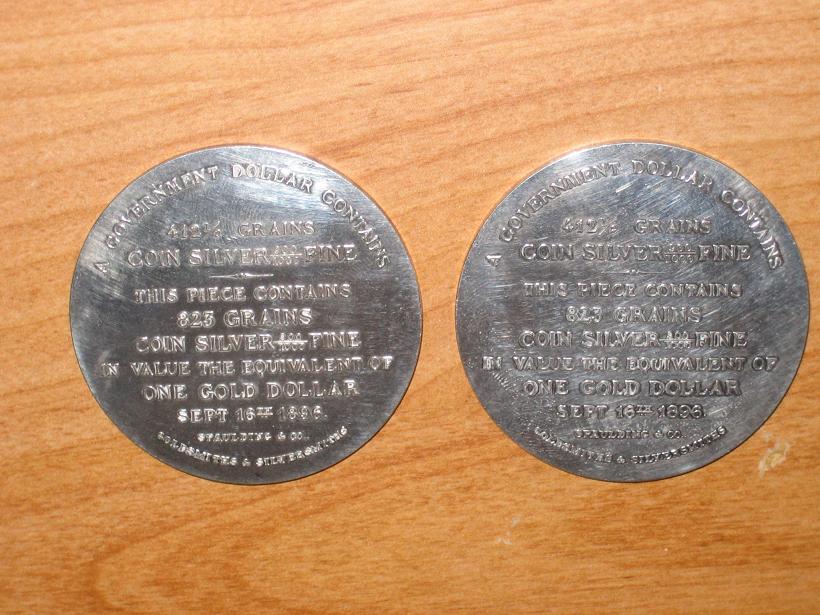 A GOVERNMENT DOLLAR CONTAINS
412½ GRAINS
COIN SILVER 900/1000 FINE
THIS PIECE CONTAINS
823 GRAINS
COIN SILVER 900/1000 FINE
IN VALUE THE EQUIVALENT OF
ONE GOLD DOLLAR
SEPT 16TH 1896.
SPAULDING & CO.
GOLDSMITHS & SILVERSMITHS
A GOVERNMENT DOLLAR CONTAINS
412½ GRAINS
COIN SILVER 900/1000 FINE
THIS PIECE CONTAINS
823 GRAINS
COIN SILVER 900/1000 FINE
IN VALUE THE EQUIVALENT OF
ONE GOLD DOLLAR
SEPT 16TH 1896.
SPAULDING & CO.
GOLDSMITHS & SILVERSMITHS